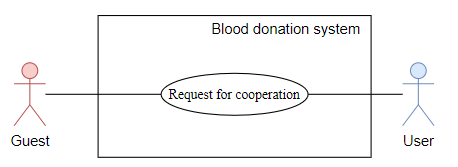 Blood donation system
Request for cooperation
Guest
User